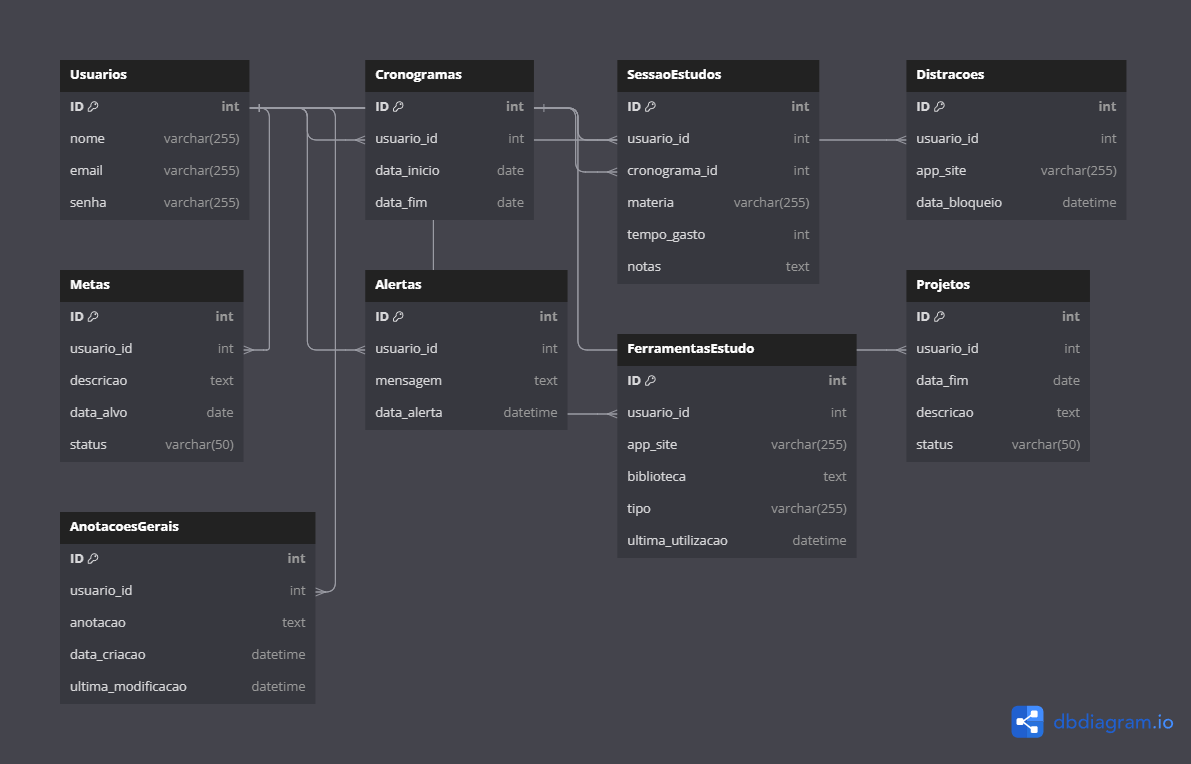 Usuarios
ID int
nome varchar(255)
email varchar(255)
senha varchar(255)
Cronogramas
ID int
usuario_id int
data_inicio date
data_fim date
SessaoEstudos
ID int
usuario_id int
cronograma_id int
materia varchar(255)
tempo_gasto int
notas text
Distracoes
ID int
usuario_id int
app_site varchar(255)
data_bloqueio datetime
Metas
ID int
usuario_id int
descricao text
data_alvo date
status varchar(50)
Alertas
ID int
usuario_id int
mensagem text
data_alerta datetime
FerramentasEstudo
ID int
usuario_id int
app_site varchar(255)
biblioteca text
tipo varchar(255)
ultima_utilizacao datetime
Projetos
ID int
usuario_id int
data_fim date
descricao text
status varchar(50)
AnotacoesGerais
ID int
usuario_id int
anotacao text
data_criacao datetime
ultima_modificacao datetime
dbdiagram.io